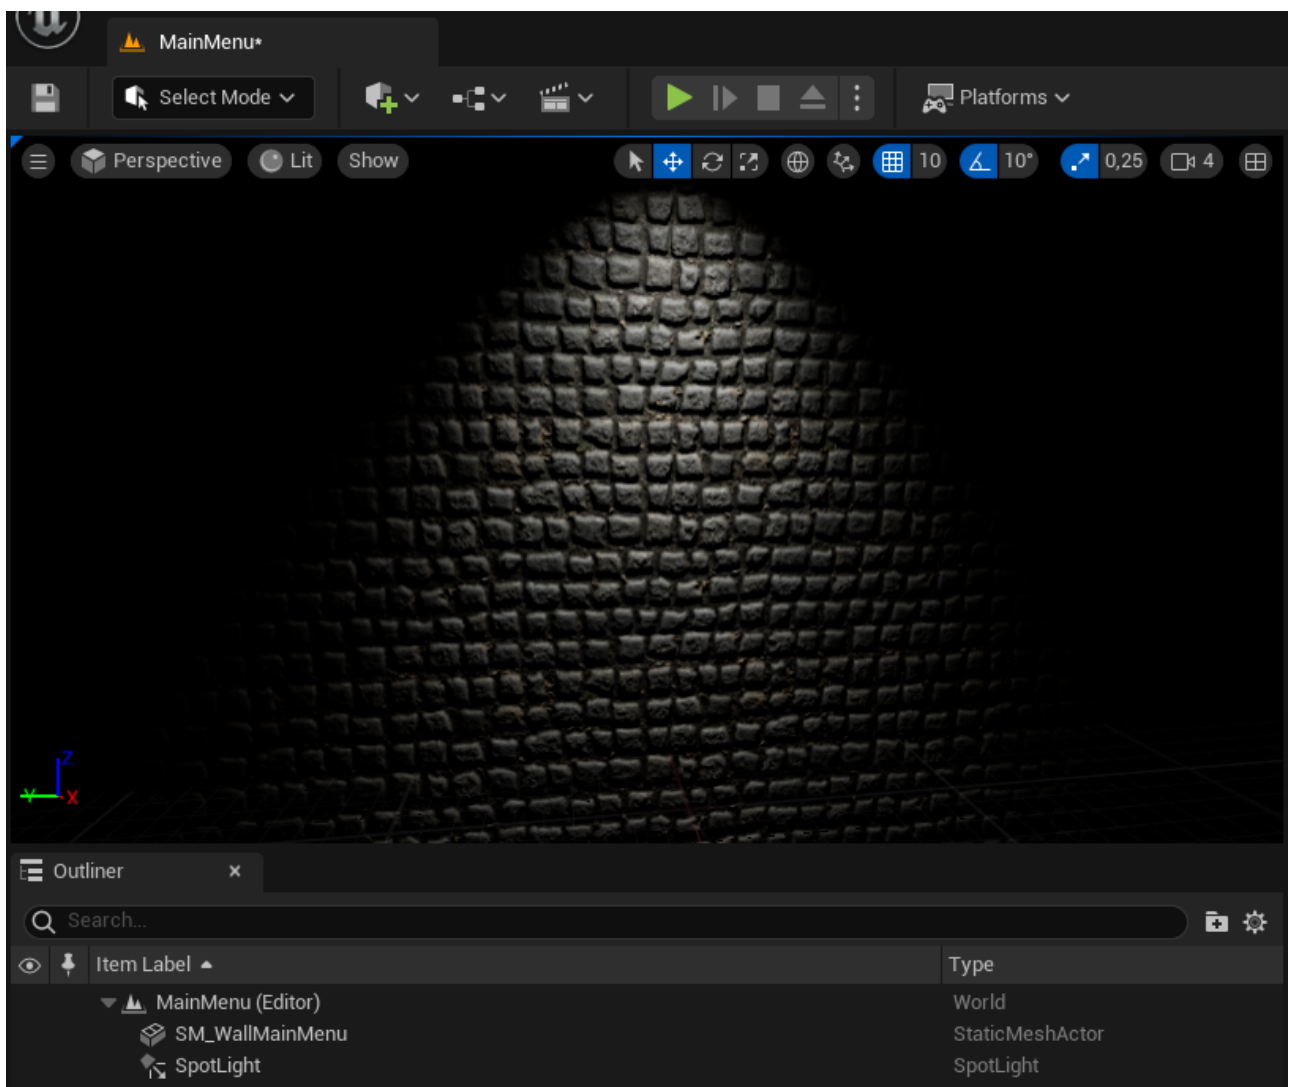 MainMenu*
Select Mode
Platforms
Perspective Lit Show 10 10° 0,25 4
Z
Y X
Outliner
Search...
Item Label Type
MainMenu (Editor) World
SM_WallMainMenu StaticMeshActor
SpotLight SpotLight